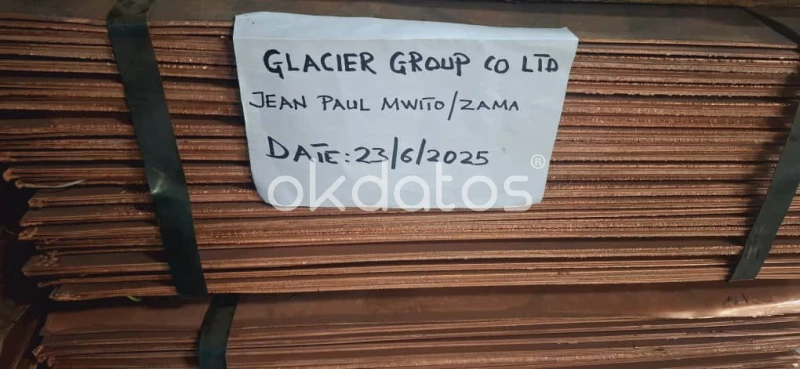 GLACIER GROUP CO LTD
JEAN PAUL MWITO/ZAMA
DATE: 23/6/2025
okdatos®